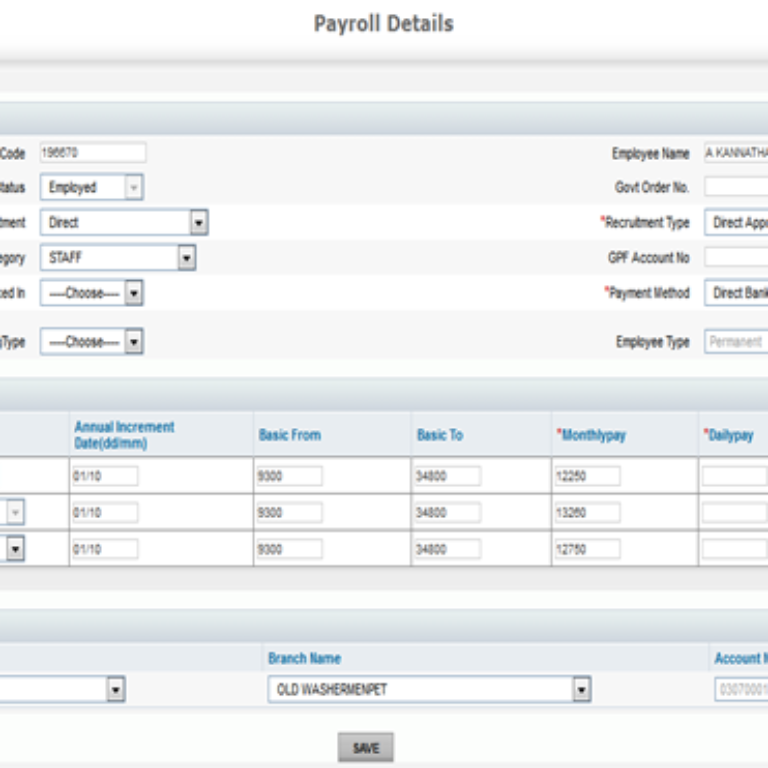 Payroll Details
Code 196670 Employee Name A KANNATHA
tatus Employed Govt Order No.
tment Direct *Recruitment Type Direct Appo
egory STAFF GPF Account No
ced In ----Choose---- *Payment Method Direct Bank
Type ----Choose---- Employee Type Permanent
Annual Increment Date(dd/mm) Basic From Basic To *Monthlypay *Dailypay
01/10 9300 34800 12250
01/10 9300 34800 13260
01/10 9300 34800 12750
Branch Name Account N
OLD WASHERMENPET 03070001
SAVE